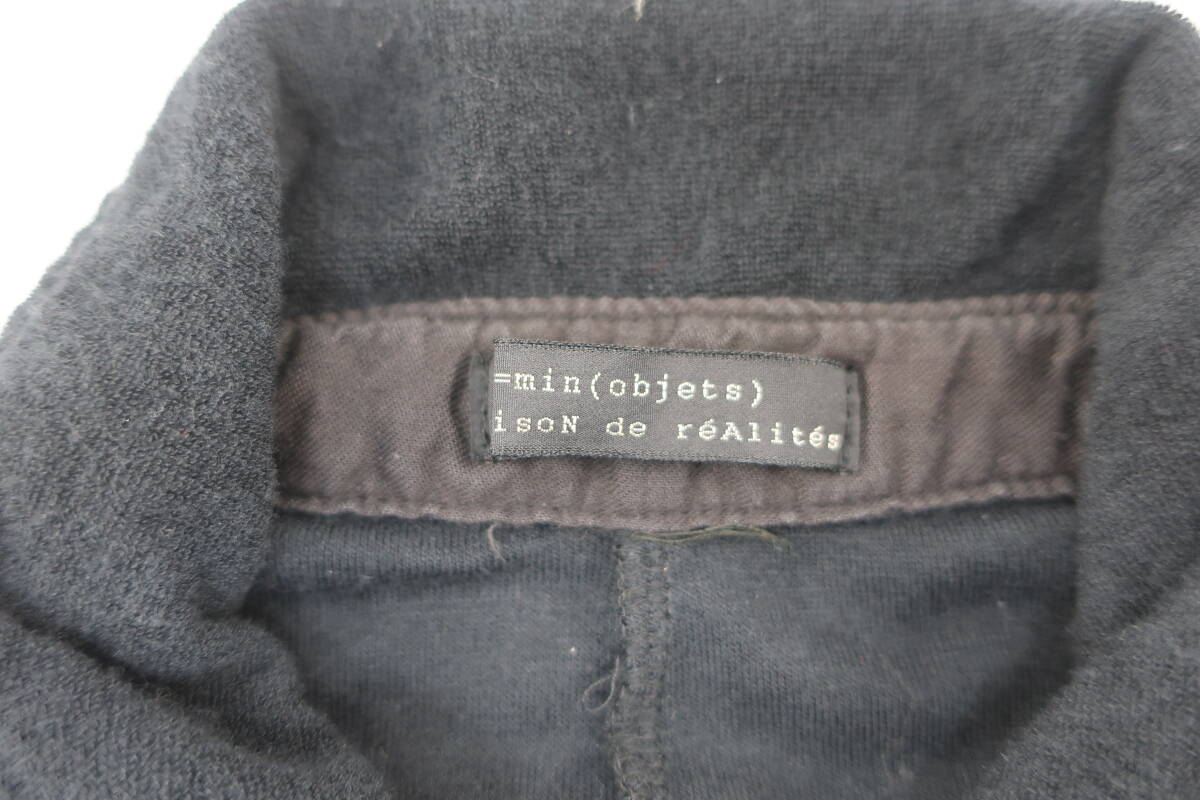 =min(objets)
isoN de réAlités